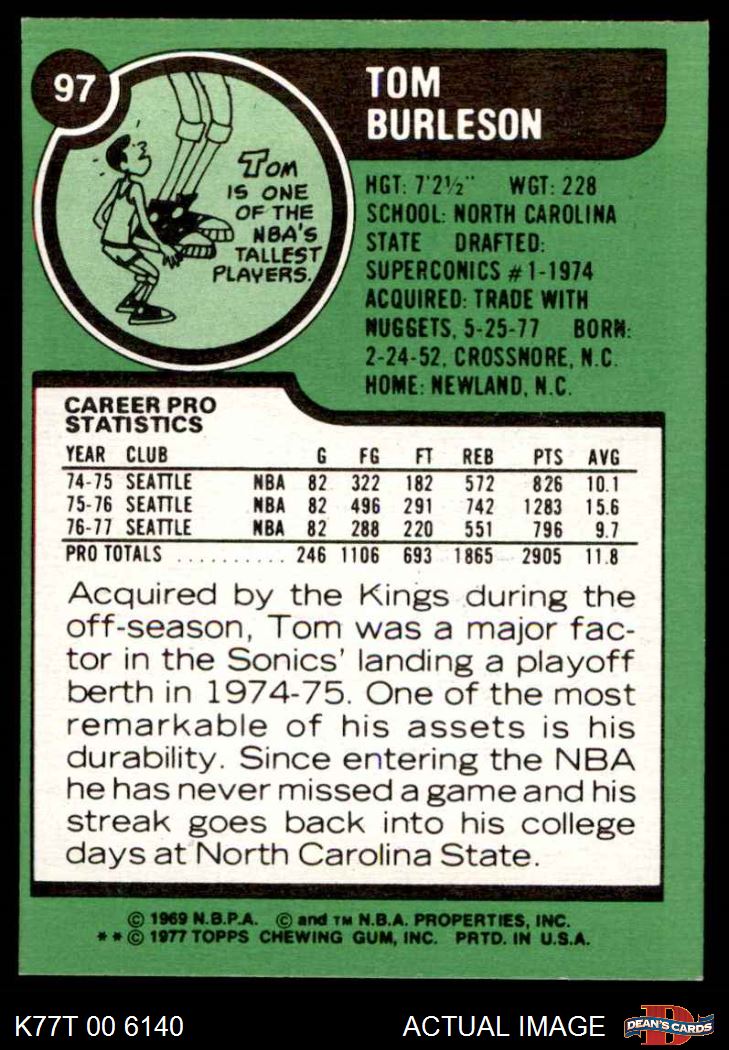 97
TOM
BURLESON
TOM
IS ONE
OF THE
NBA'S
TALLEST
PLAYERS.
HGT: 7'2½" WGT: 228
SCHOOL: NORTH CAROLINA
STATE DRAFTED:
SUPERCONICS #1-1974
ACQUIRED: TRADE WITH
NUGGETS, 5-25-77 BORN:
2-24-52, CROSSNORE, N.C.
HOME: NEWLAND, N.C.
CAREER PRO
STATISTICS
YEAR CLUB G FG FT REB PTS AVG
74-75 SEATTLE NBA 82 322 182 572 826 10.1
75-76 SEATTLE NBA 82 496 291 742 1283 15.6
76-77 SEATTLE NBA 82 288 220 551 796 9.7
PRO TOTALS .......... 246 1106 693 1865 2905 11.8
Acquired by the Kings during the
off-season, Tom was a major fac-
tor in the Sonics' landing a playoff
berth in 1974-75. One of the most
remarkable of his assets is his
durability. Since entering the NBA
he has never missed a game and his
streak goes back into his college
days at North Carolina State.
© 1969 N.B.P.A. © and TM N.B.A. PROPERTIES, INC.
**© 1977 TOPPS CHEWING GUM, INC. PRTD. IN U.S.A.
K77T 00 6140 ACTUAL IMAGE
D
DEAN'S CARDS